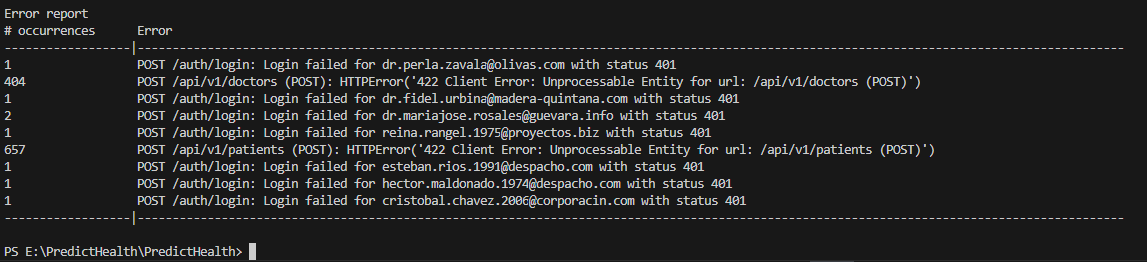 Error report
# occurrences      Error
------------------|---------------------------------------------------------------------------------------------------------------------------------------------
1                  POST /auth/login: Login failed for dr.perla.zavala@olivas.com with status 401
404                POST /api/v1/doctors (POST): HTTPError('422 Client Error: Unprocessable Entity for url: /api/v1/doctors (POST)')
1                  POST /auth/login: Login failed for dr.fidel.urbina@madera-quintana.com with status 401
2                  POST /auth/login: Login failed for dr.mariajose.rosales@guevara.info with status 401
1                  POST /auth/login: Login failed for reina.rangel.1975@proyectos.biz with status 401
657                POST /api/v1/patients (POST): HTTPError('422 Client Error: Unprocessable Entity for url: /api/v1/patients (POST)')
1                  POST /auth/login: Login failed for esteban.rios.1991@despacho.com with status 401
1                  POST /auth/login: Login failed for hector.maldonado.1974@despacho.com with status 401
1                  POST /auth/login: Login failed for cristobal.chavez.2006@corporacin.com with status 401
------------------|---------------------------------------------------------------------------------------------------------------------------------------------
PS E:\PredictHealth\PredictHealth>